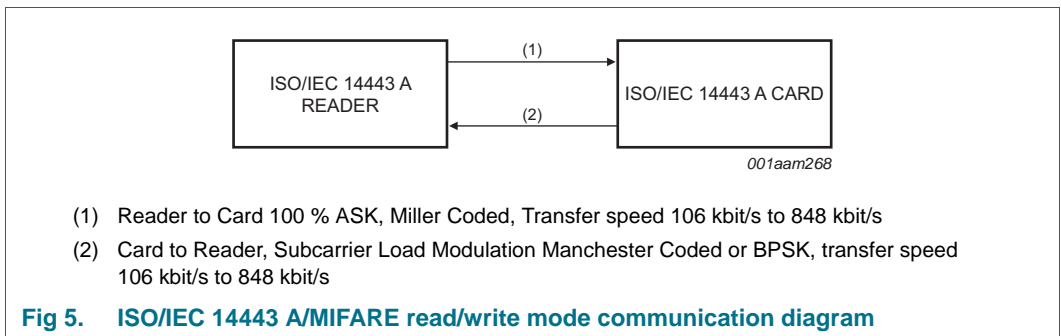 (1)
ISO/IEC 14443 A
READER
ISO/IEC 14443 A CARD
(2)
001aam268
(1) Reader to Card 100 % ASK, Miller Coded, Transfer speed 106 kbit/s to 848 kbit/s
(2) Card to Reader, Subcarrier Load Modulation Manchester Coded or BPSK, transfer speed
106 kbit/s to 848 kbit/s
Fig 5. ISO/IEC 14443 A/MIFARE read/write mode communication diagram